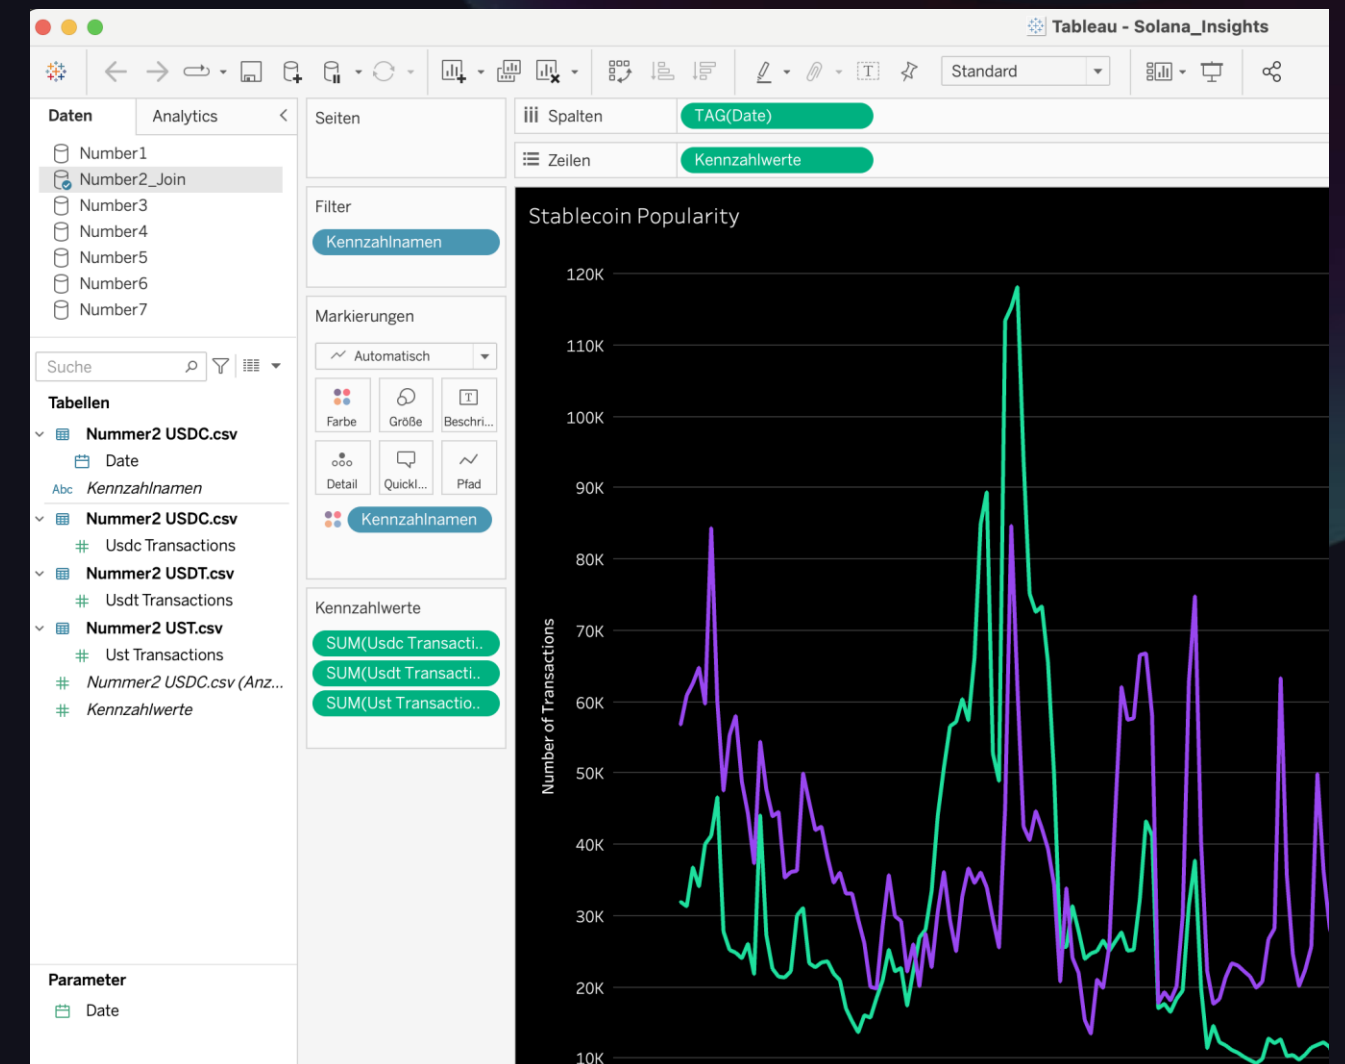 Tableau - Solana_Insights
Standard
Daten
Analytics
Number1
Number2_Join
Number3
Number4
Number5
Number6
Number7
Suche
Tabellen
Nummer2 USDC.csv
Date
Abc Kennzahlnamen
Nummer2 USDC.csv
# Usdc Transactions
Nummer2 USDT.csv
# Usdt Transactions
Nummer2 UST.csv
# Ust Transactions
# Nummer2 USDC.csv (Anz...
# Kennzahlwerte
Parameter
Date
Seiten
Filter
Kennzahlnamen
Markierungen
Automatisch
Farbe
Größe
T
Beschri...
Detail
Quickl...
Pfad
Kennzahlnamen
Kennzahlwerte
SUM(Usdc Transacti..
SUM(Usdt Transacti..
SUM(Ust Transactio..
Spalten
TAG(Date)
Zeilen
Kennzahlwerte
Stablecoin Popularity
120K
110K
100K
90K
80K
70K
60K
50K
40K
30K
20K
10K
Number of Transactions